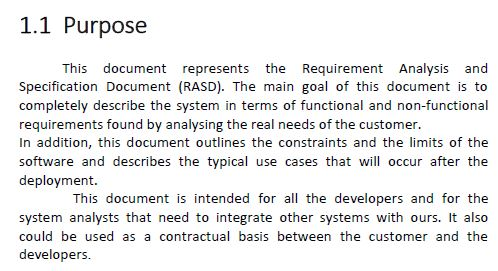 1.1 Purpose
This document represents the Requirement Analysis and
Specification Document (RASD). The main goal of this document is to
completely describe the system in terms of functional and non-functional
requirements found by analysing the real needs of the customer.
In addition, this document outlines the constraints and the limits of the
software and describes the typical use cases that will occur after the
deployment.
This document is intended for all the developers and for the
system analysts that need to integrate other systems with ours. It also
could be used as a contractual basis between the customer and the
developers.